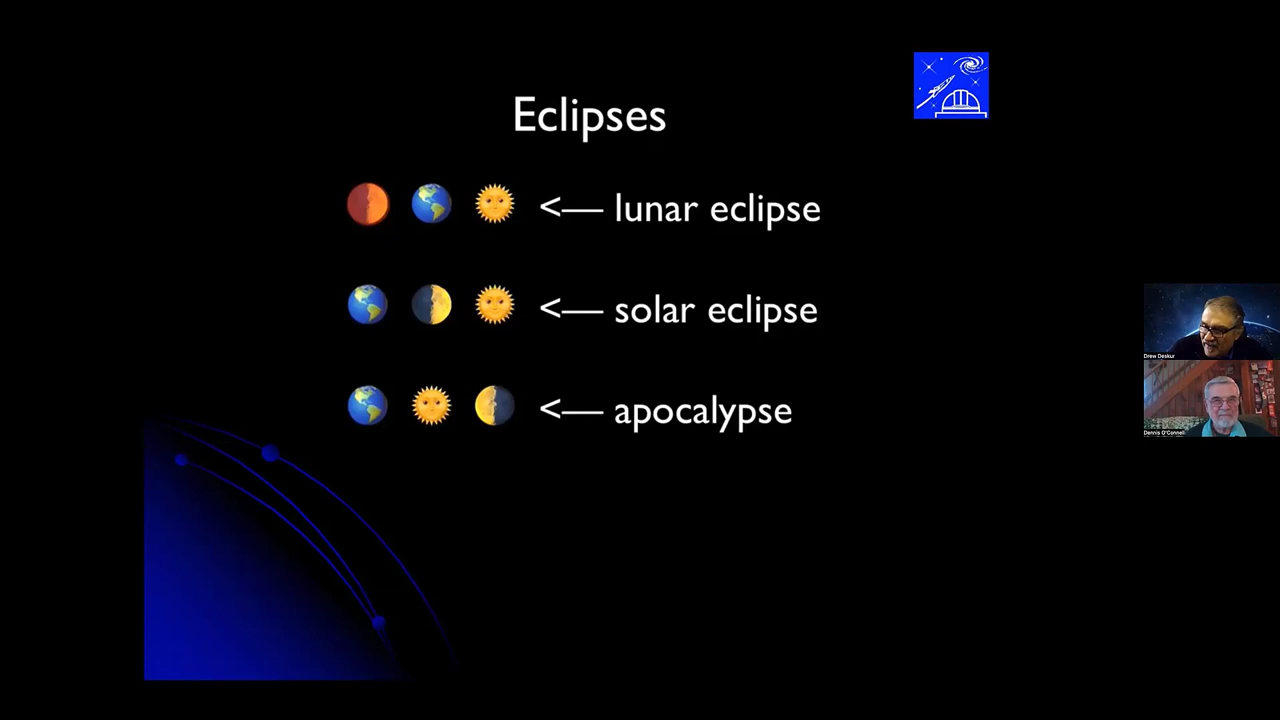 Eclipses
<— lunar eclipse
<— solar eclipse
<— apocalypse
Drew Deskur
Dennis O'Connell